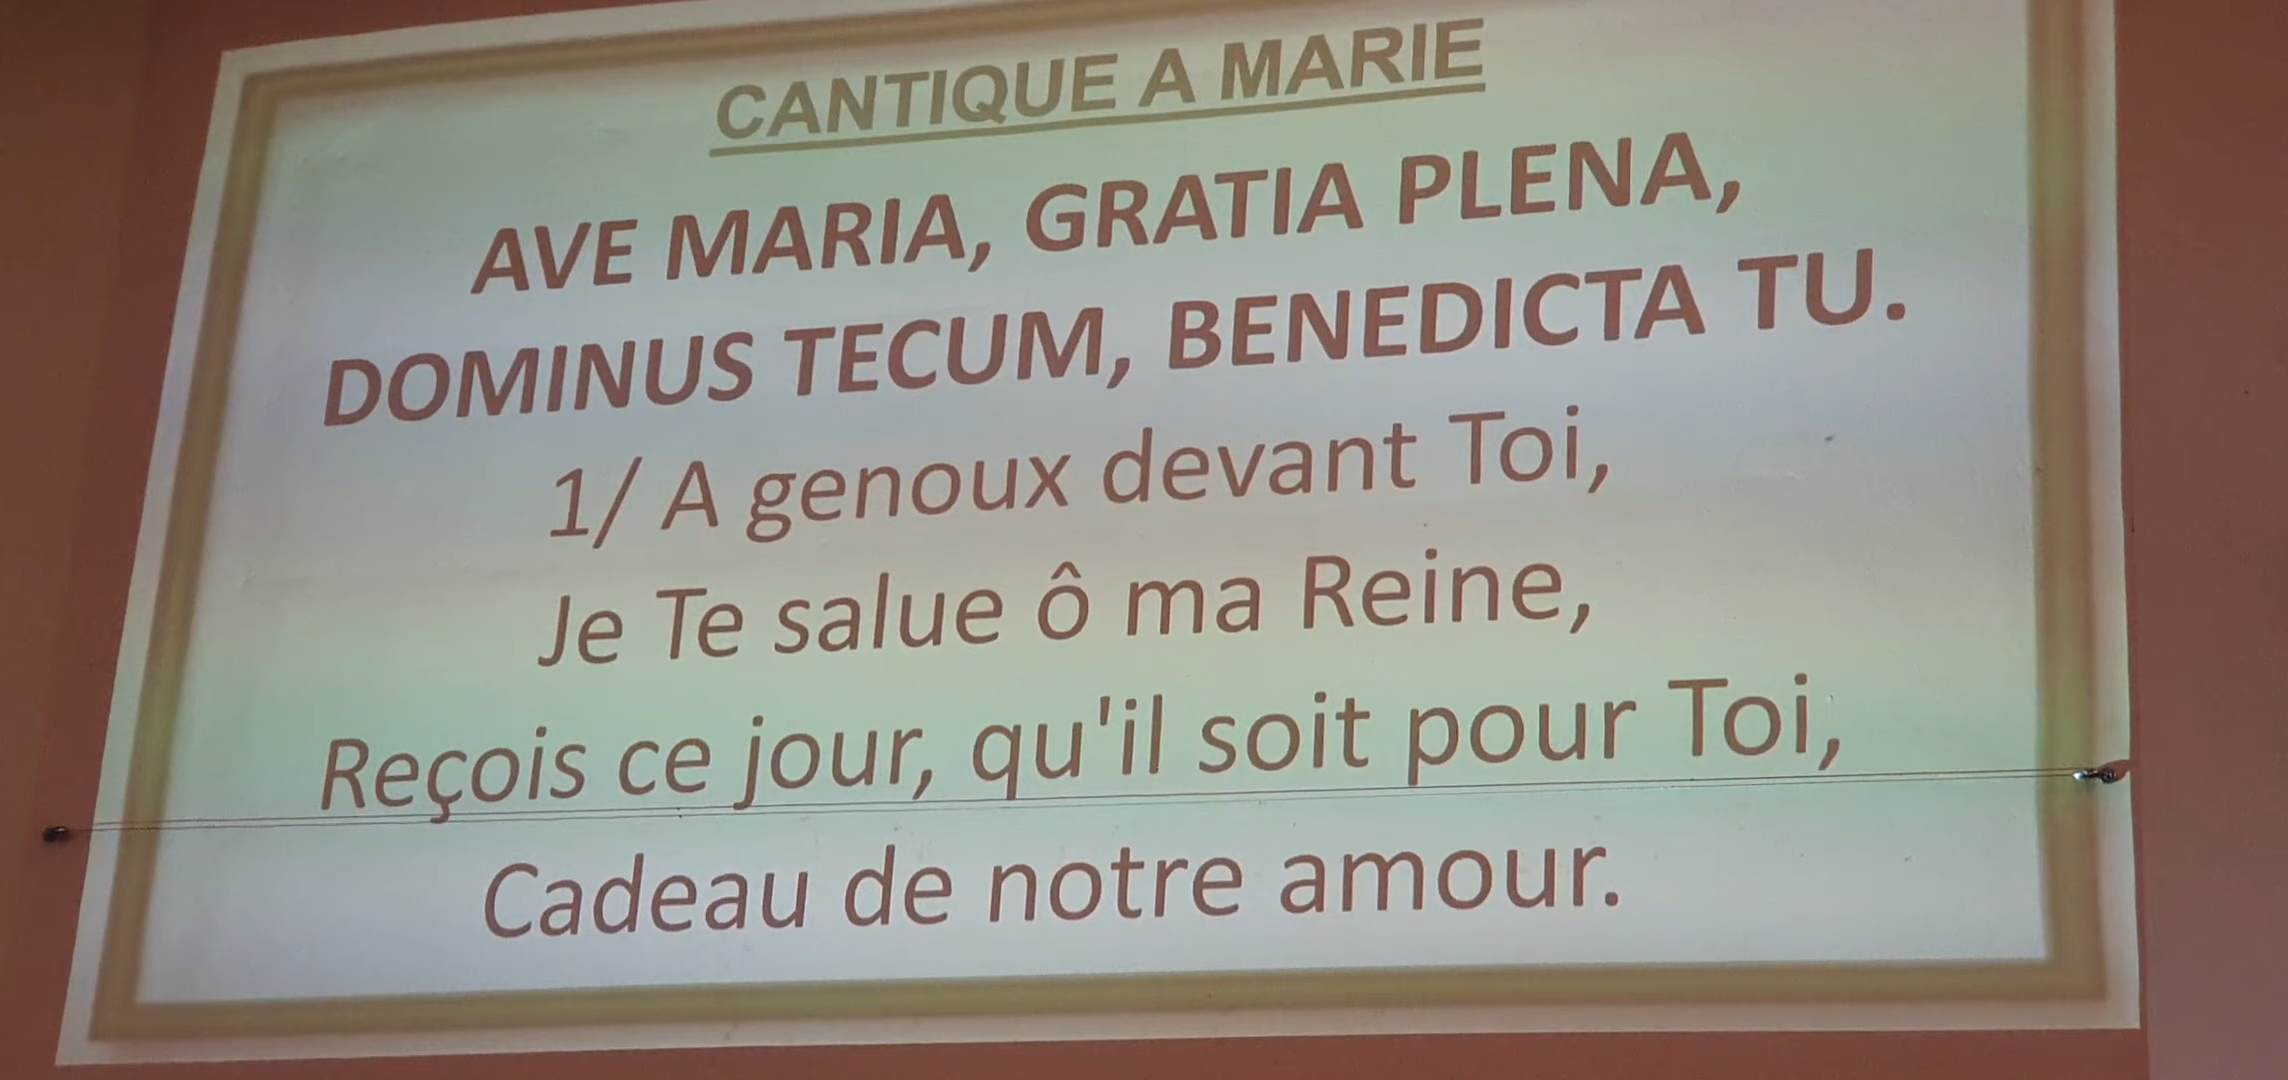 CANTIQUE A MARIE
AVE MARIA, GRATIA PLENA,
DOMINUS TECUM, BENEDICTA TU.
1/ A genoux devant Toi,
Je Te salue ô ma Reine,
Reçois ce jour, qu'il soit pour Toi,
Cadeau de notre amour.